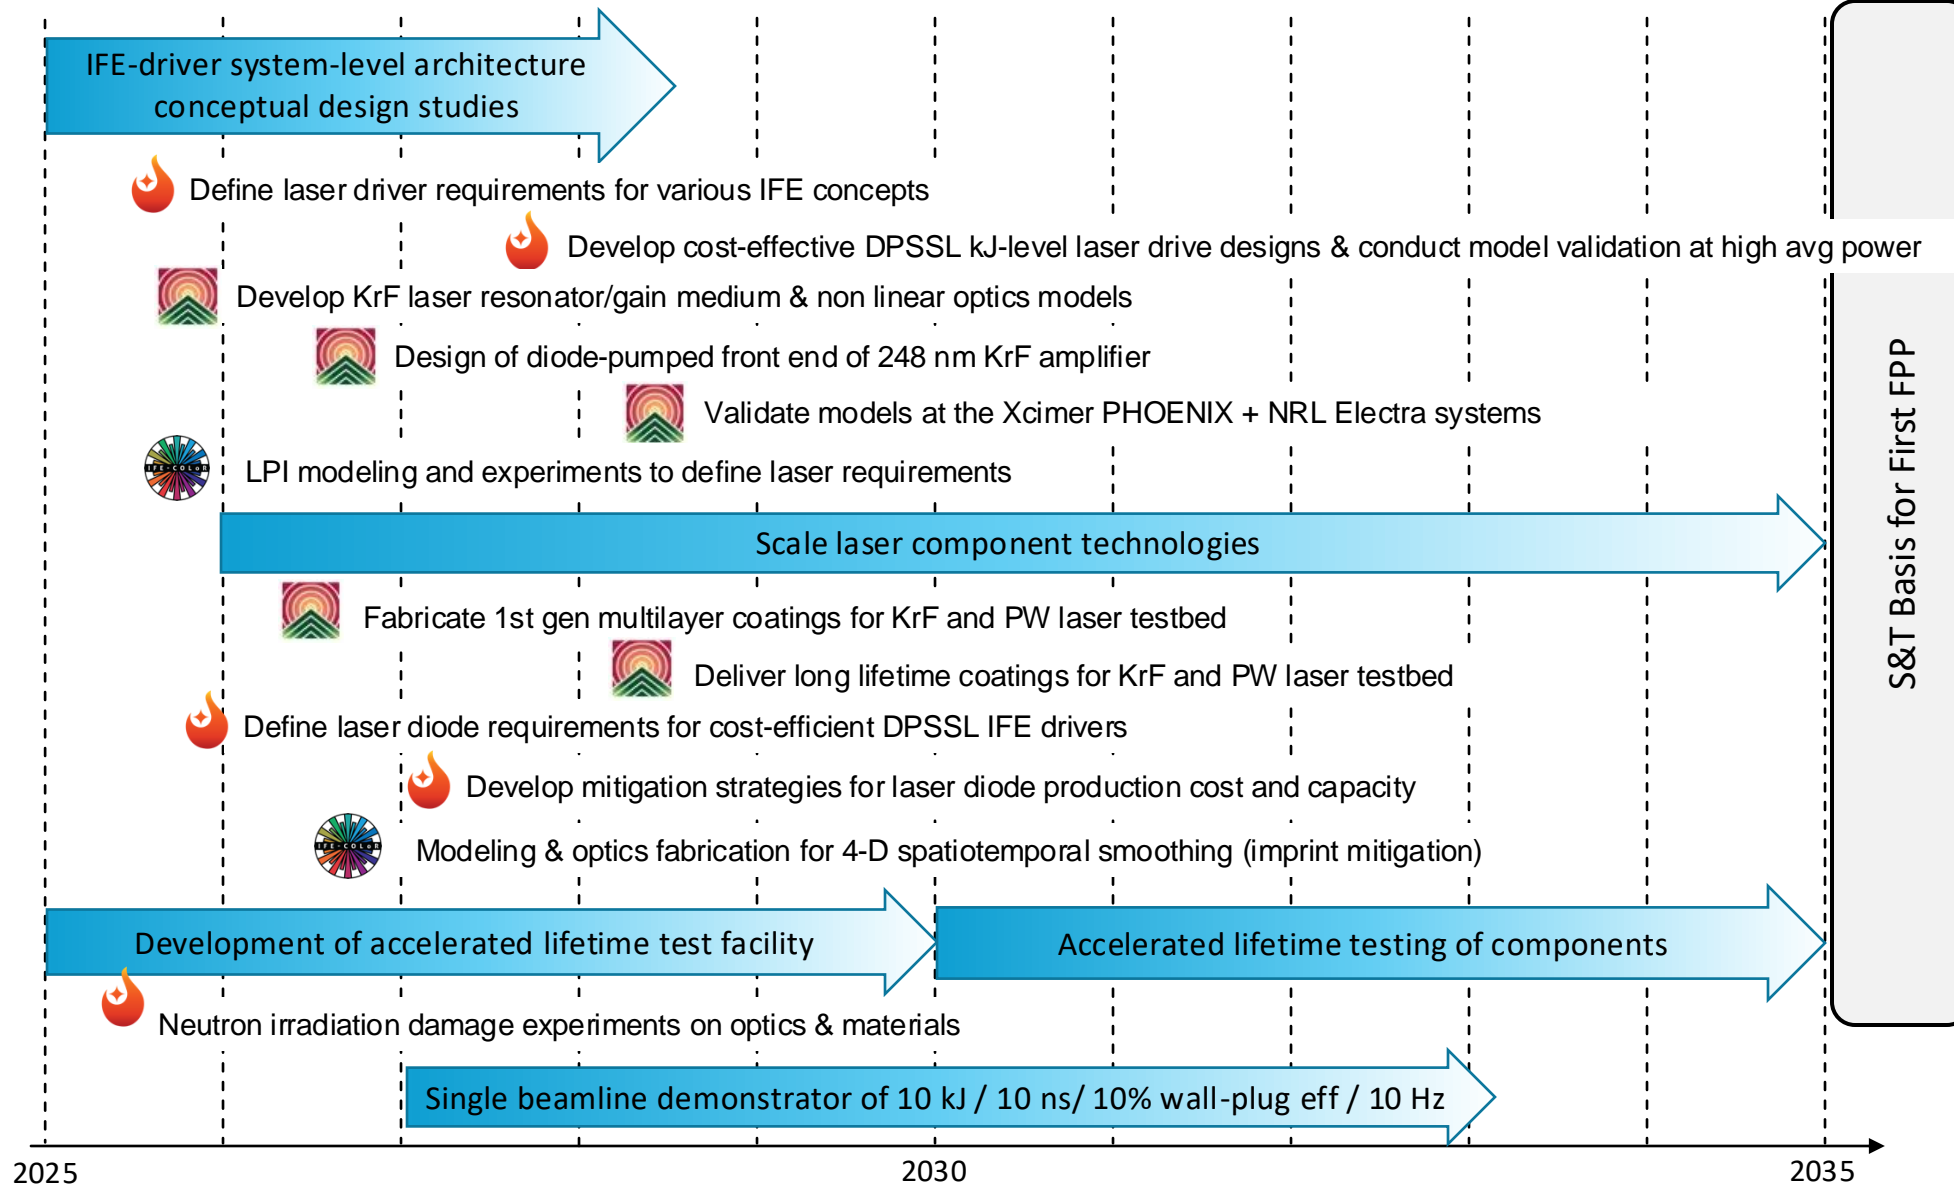 IFE-driver system-level architecture
conceptual design studies
Define laser driver requirements for various IFE concepts
Develop cost-effective DPSSL kJ-level laser drive designs & conduct model validation at high avg power
Develop KrF laser resonator/gain medium & non linear optics models
Design of diode-pumped front end of 248 nm KrF amplifier
Validate models at the Xcimer PHOENIX + NRL Electra systems
IFE-COLoR
LPI modeling and experiments to define laser requirements
Scale laser component technologies
Fabricate 1st gen multilayer coatings for KrF and PW laser testbed
Deliver long lifetime coatings for KrF and PW laser testbed
Define laser diode requirements for cost-efficient DPSSL IFE drivers
Develop mitigation strategies for laser diode production cost and capacity
IFE-COLoR
Modeling & optics fabrication for 4-D spatiotemporal smoothing (imprint mitigation)
Development of accelerated lifetime test facility
Accelerated lifetime testing of components
Neutron irradiation damage experiments on optics & materials
Single beamline demonstrator of 10 kJ / 10 ns/ 10% wall-plug eff / 10 Hz
S&T Basis for First FPP
2025
2030
2035